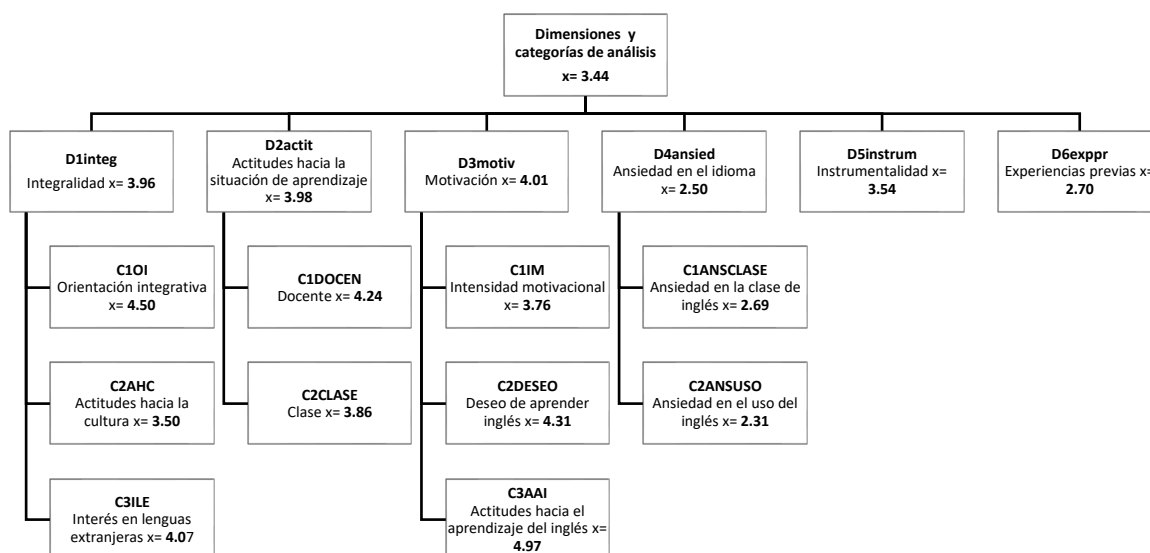 Dimensiones y
categorías de análisis
x= 3.44
D1integ
Integralidad x= 3.96
D2actit
Actitudes hacia la
situación de aprendizaje
x= 3.98
D3motiv
Motivación x= 4.01
D4ansied
Ansiedad en el idioma
x= 2.50
D5instrum
Instrumentalidad x=
3.54
D6exppr
Experiencias previas x=
2.70
C1OI
Orientación integrativa
x= 4.50
C1DOCEN
Docente x= 4.24
C1IM
Intensidad motivacional
x= 3.76
C1ANSCLASE
Ansiedad en la clase de
inglés x= 2.69
C2AHC
Actitudes hacia la
cultura x= 3.50
C2CLASE
Clase x= 3.86
C2DESEO
Deseo de aprender
inglés x= 4.31
C2ANSUSO
Ansiedad en el uso del
inglés x= 2.31
C3ILE
Interés en lenguas
extranjeras x= 4.07
C3AAI
Actitudes hacia el
aprendizaje del inglés x=
4.97